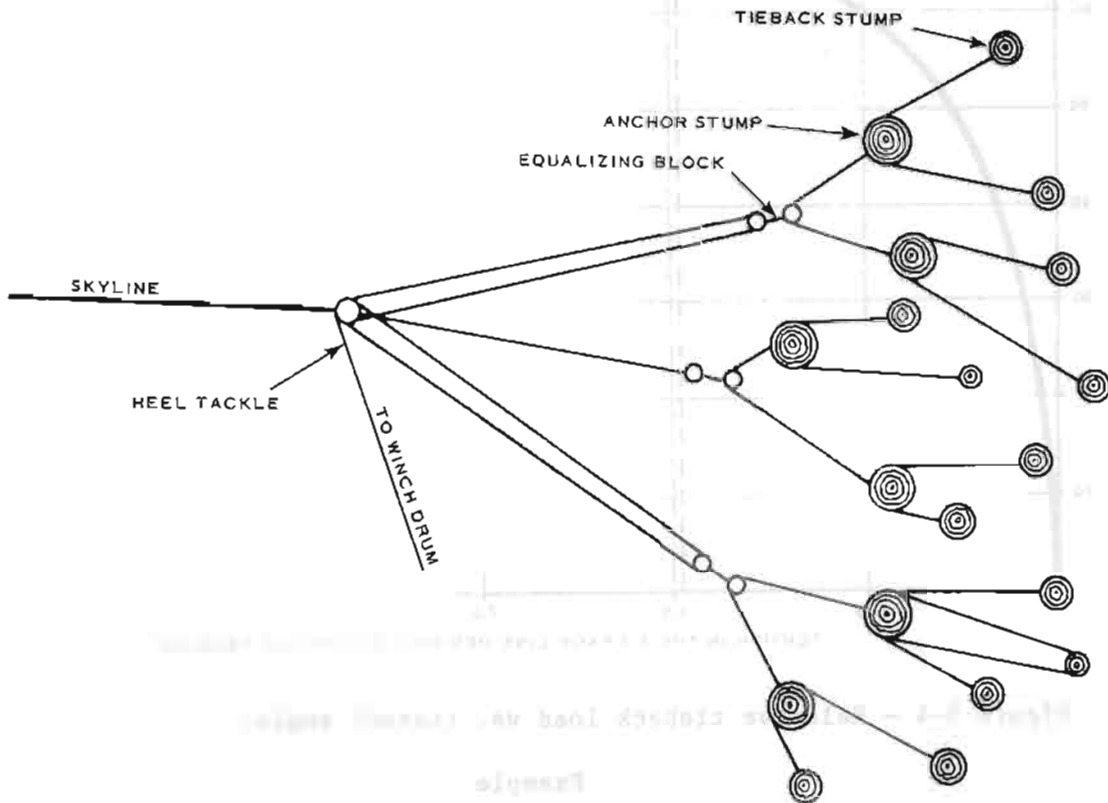 TIEBACK STUMP
ANCHOR STUMP
EQUALIZING BLOCK
SKYLINE
HEEL TACKLE
TO WINCH DRUM